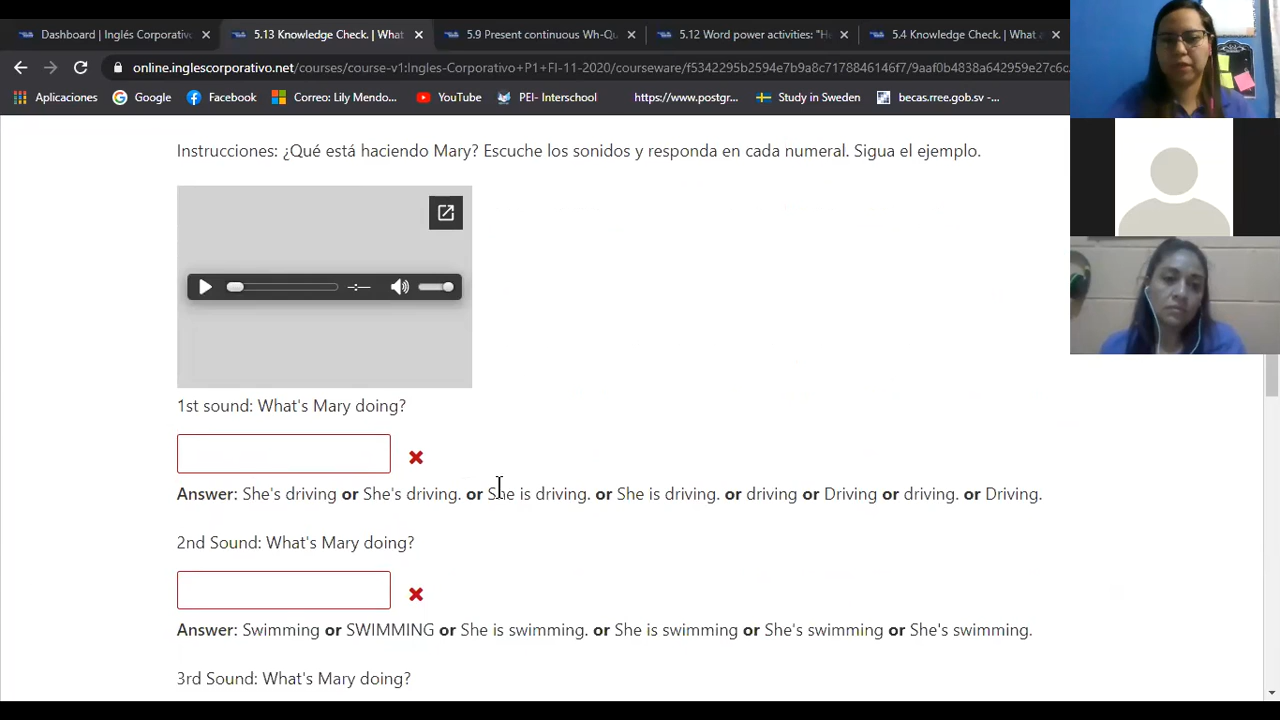 Dashboard | Inglés Corporativ
5.13 Knowledge Check. | What
5.9 Present continuous Wh-Qu
5.12 Word power activities: "He
5.4 Knowledge Check. | What a
online.inglescorporativo.net/courses/course-v1:Ingles-Corporativo+P1+FI-11-2020/courseware/f5342295b2594e7b9a8c7178846146f7/9aaf0b4838a642959e27c6c
Aplicaciones
Google
Facebook
Correo: Lily Mendo...
YouTube
PEI- Interschool
https://www.postgr...
Study in Sweden
becas.rree.gob.sv –...
Instrucciones: ¿Qué está haciendo Mary? Escuche los sonidos y responda en cada numeral. Sigua el ejemplo.
-:-
1st sound: What's Mary doing?
Answer: She's driving or She's driving. or She is driving. or She is driving. or driving or Driving or driving. or Driving.
2nd Sound: What's Mary doing?
Answer: Swimming or SWIMMING or She is swimming. or She is swimming or She's swimming or She's swimming.
3rd Sound: What's Mary doing?